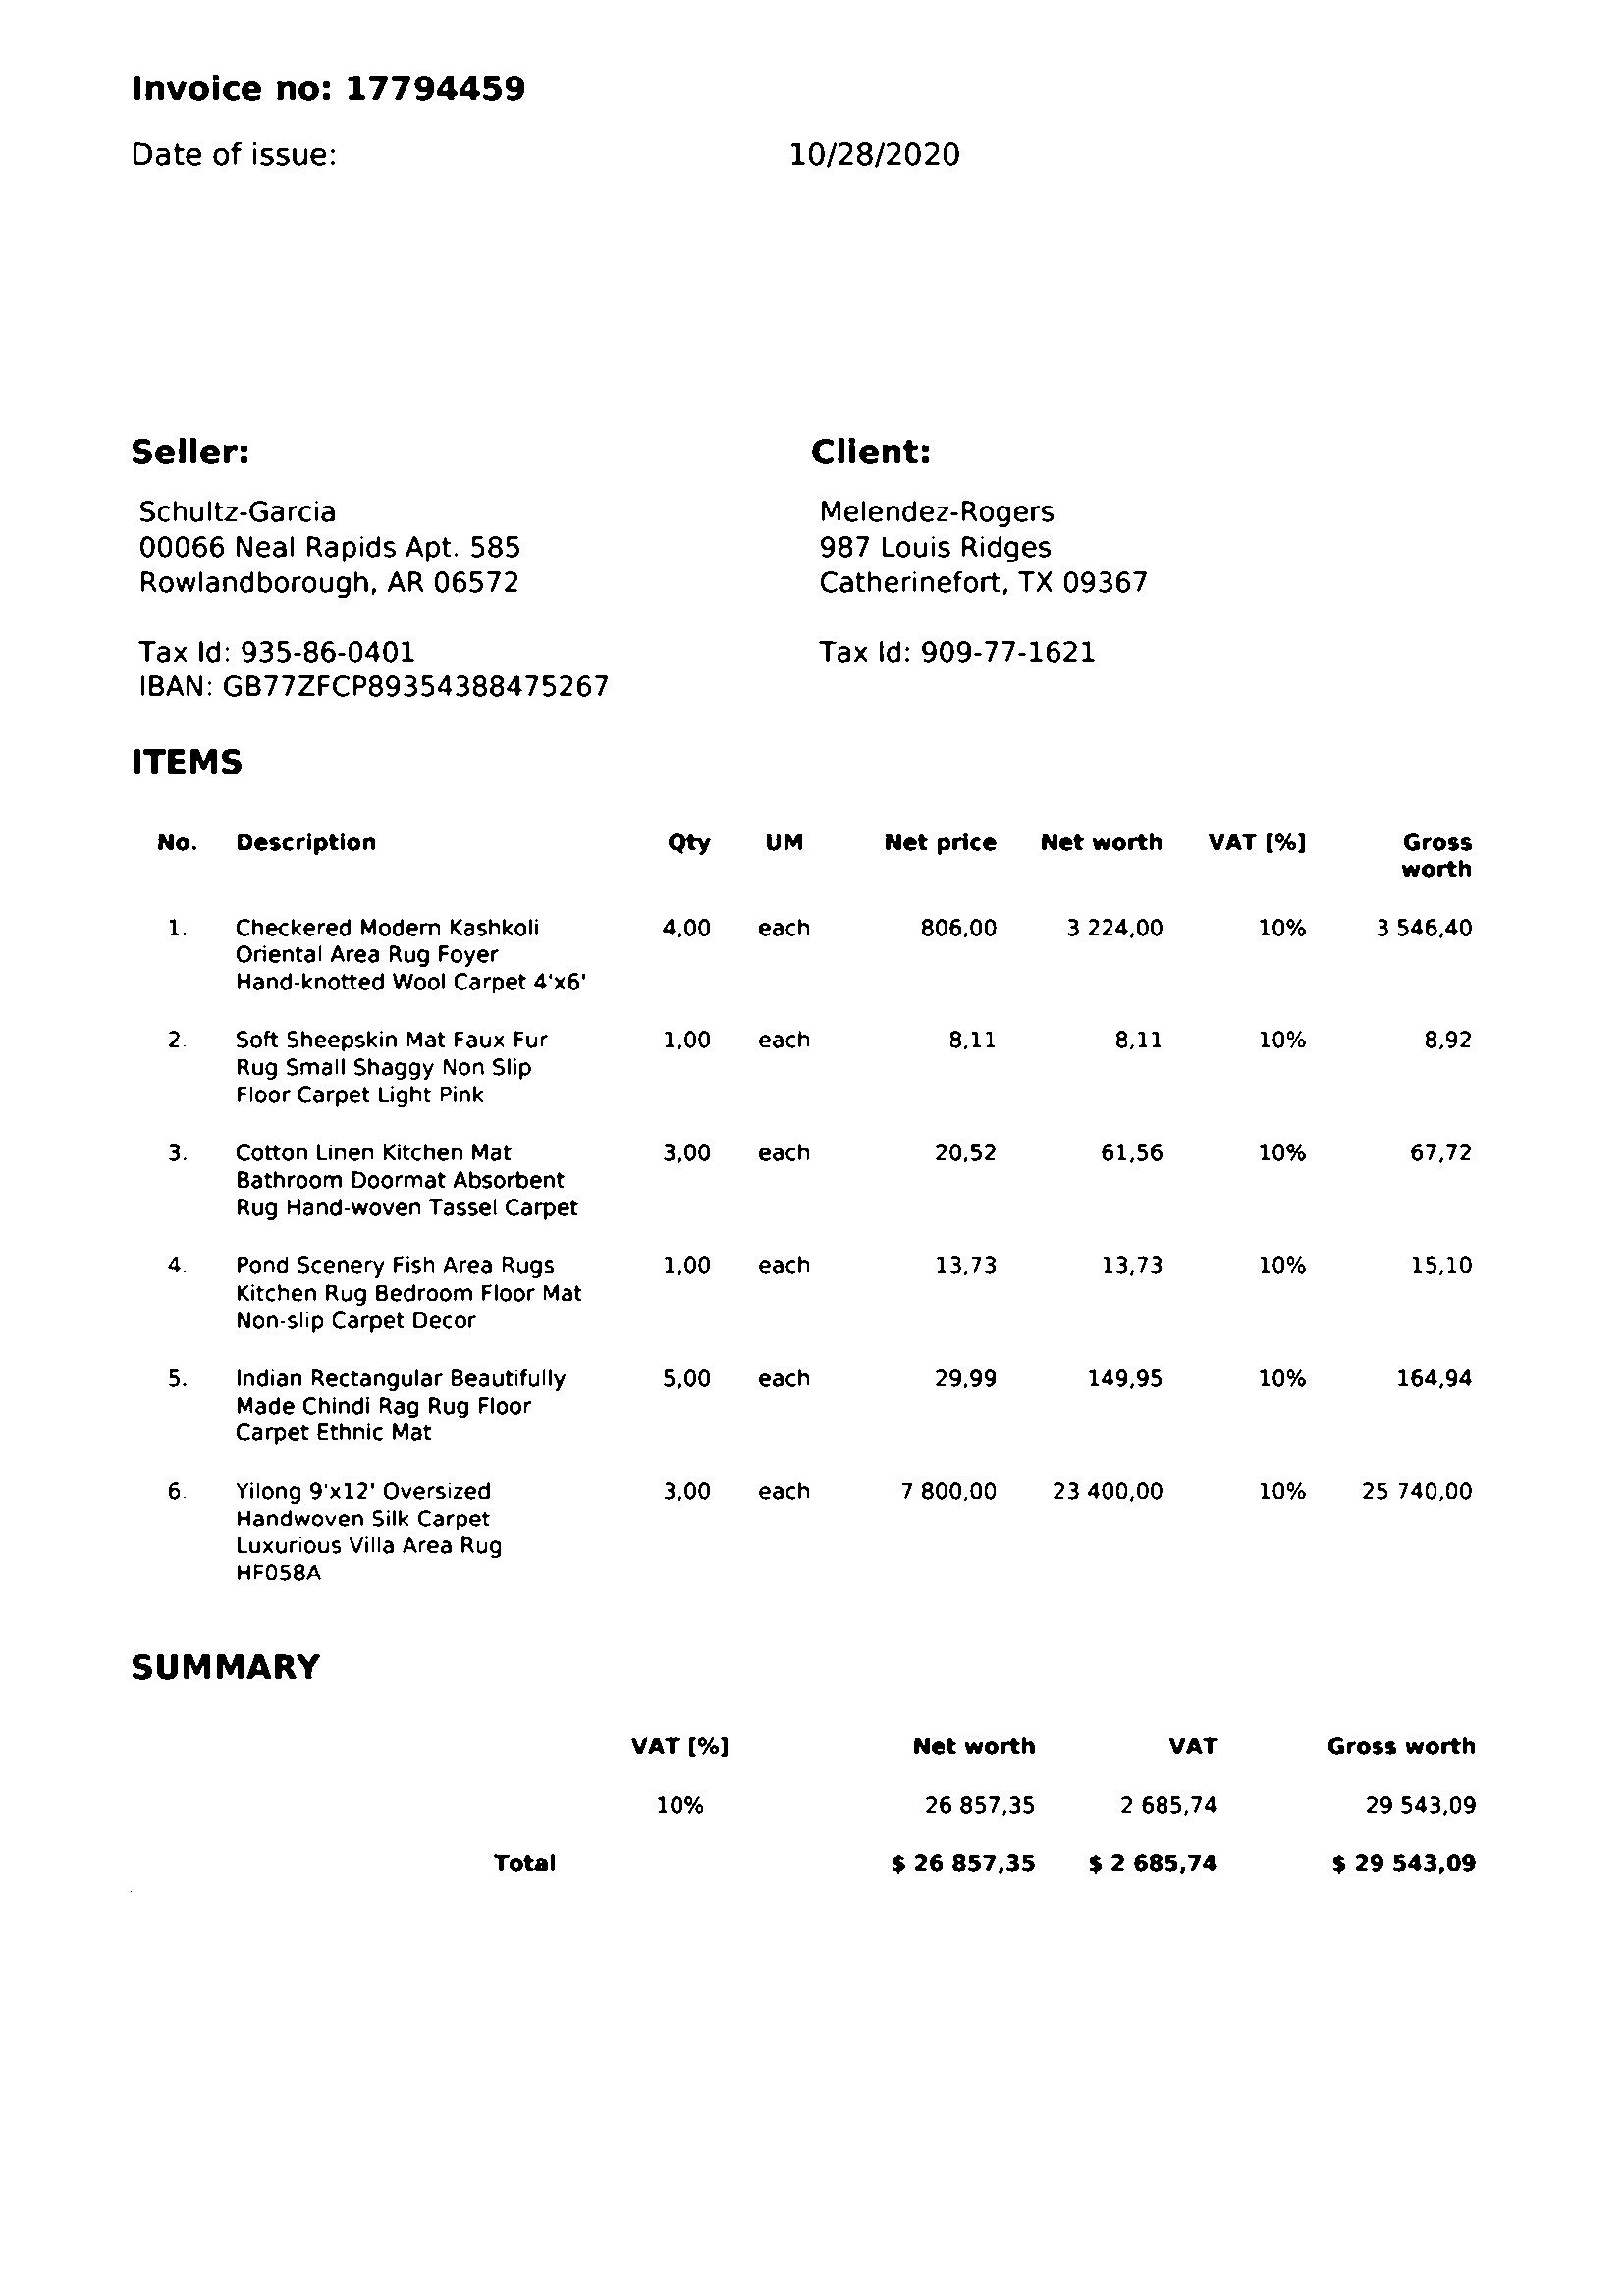 Invoice no: 17794459
Date of issue: 10/28/2020
Seller: Client:
Schultz-Garcia Melendez-Rogers
00066 Neal Rapids Apt. 585 987 Louis Ridges
Rowlandborough, AR 06572 Catherinefort, TX 09367
Tax Id: 935-86-0401 Tax Id: 909-77-1621
IBAN: GB77ZFCP89354388475267
ITEMS
No. Description Qty UM Net price Net worth VAT [%] Gross
worth
1. Checkered Modern Kashkoli 4,00 each 806,00 3 224,00 10% 3 546,40
Oriental Area Rug Foyer
Hand-knotted Wool Carpet 4'x6'
2. Soft Sheepskin Mat Faux Fur 1,00 each 8,11 8,11 10% 8,92
Rug Small Shaggy Non Slip
Floor Carpet Light Pink
3. Cotton Linen Kitchen Mat 3,00 each 20,52 61,56 10% 67,72
Bathroom Doormat Absorbent
Rug Hand-woven Tassel Carpet
4. Pond Scenery Fish Area Rugs 1,00 each 13,73 13,73 10% 15,10
Kitchen Rug Bedroom Floor Mat
Non-slip Carpet Decor
5. Indian Rectangular Beautifully 5,00 each 29,99 149,95 10% 164,94
Made Chindi Rag Rug Floor
Carpet Ethnic Mat
6. Yilong 9'x12' Oversized 3,00 each 7 800,00 23 400,00 10% 25 740,00
Handwoven Silk Carpet
Luxurious Villa Area Rug
HF058A
SUMMARY
VAT [%] Net worth VAT Gross worth
10% 26 857,35 2 685,74 29 543,09
Total $ 26 857,35 $ 2 685,74 $ 29 543,09